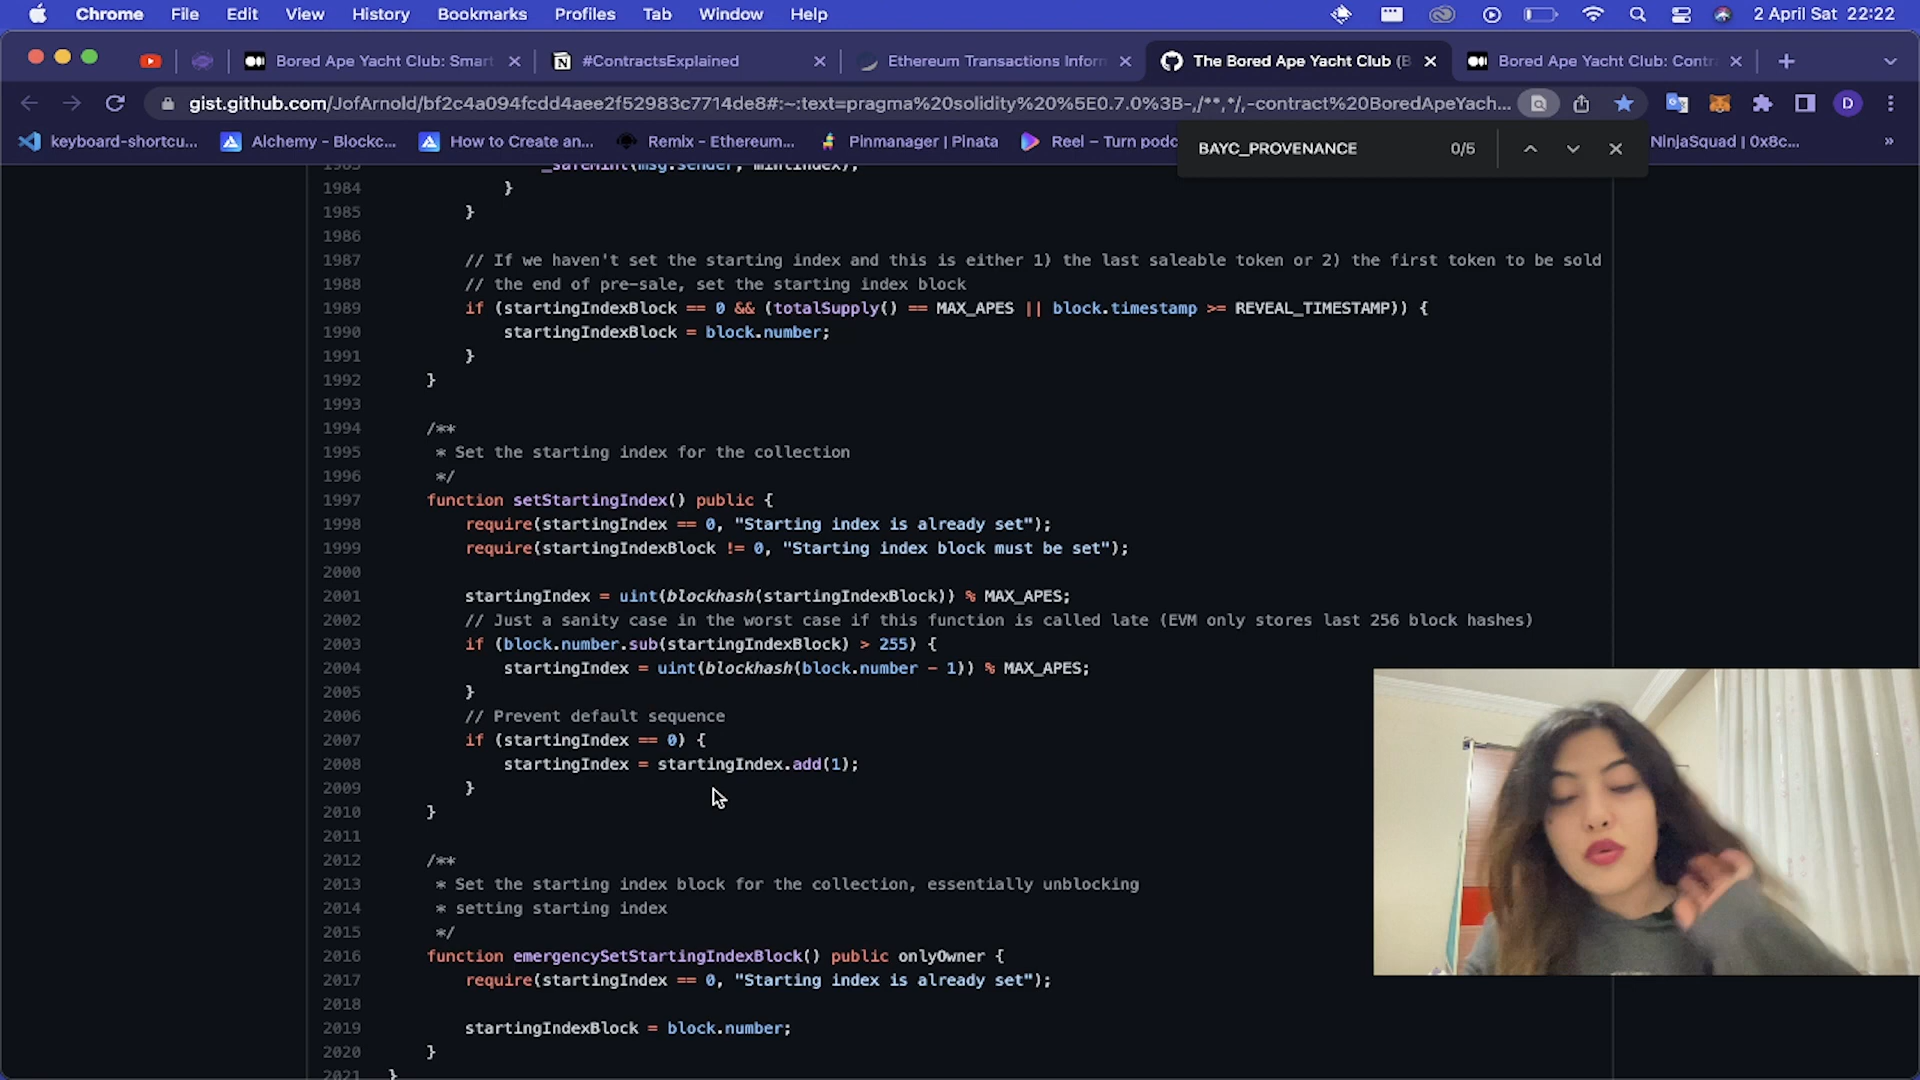 Chrome File Edit View History Bookmarks Profiles Tab Window Help 2 April Sat 22:22
Bored Ape Yacht Club: Smart
#ContractsExplained
Ethereum Transactions Inform
The Bored Ape Yacht Club (B
Bored Ape Yacht Club: Contr
gist.github.com/JofArnold/bf2c4a094fcdd4aee2f52983c7714de8#:~:text=pragma%20solidity%20%5E0.7.0%3B-,/**,*/,-contract%20BoredApeYach...
D
keyboard-shortcu... Alchemy - Blockc... How to Create an... Remix - Ethereum... Pinmanager | Pinata Reel – Turn podc NinjaSquad | 0x8c... »
BAYC_PROVENANCE 0/5
1983 _safeMint(msg.sender, mintIndex);
1984 }
1985 }
1986
1987 // If we haven't set the starting index and this is either 1) the last saleable token or 2) the first token to be sold
1988 // the end of pre-sale, set the starting index block
1989 if (startingIndexBlock == 0 && (totalSupply() == MAX_APES || block.timestamp >= REVEAL_TIMESTAMP)) {
1990 startingIndexBlock = block.number;
1991 }
1992 }
1993
1994 /**
1995 * Set the starting index for the collection
1996 */
1997 function setStartingIndex() public {
1998 require(startingIndex == 0, "Starting index is already set");
1999 require(startingIndexBlock != 0, "Starting index block must be set");
2000
2001 startingIndex = uint(blockhash(startingIndexBlock)) % MAX_APES;
2002 // Just a sanity case in the worst case if this function is called late (EVM only stores last 256 block hashes)
2003 if (block.number.sub(startingIndexBlock) > 255) {
2004 startingIndex = uint(blockhash(block.number - 1)) % MAX_APES;
2005 }
2006 // Prevent default sequence
2007 if (startingIndex == 0) {
2008 startingIndex = startingIndex.add(1);
2009 }
2010 }
2011
2012 /**
2013 * Set the starting index block for the collection, essentially unblocking
2014 * setting starting index
2015 */
2016 function emergencySetStartingIndexBlock() public onlyOwner {
2017 require(startingIndex == 0, "Starting index is already set");
2018
2019 startingIndexBlock = block.number;
2020 }
2021 }